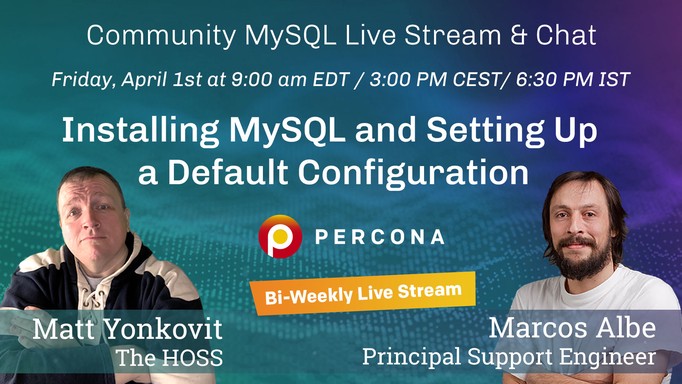 Community MySQL Live Stream & Chat
Friday, April 1st at 9:00 am EDT / 3:00 PM CEST/ 6:30 PM IST
Installing MySQL and Setting Up
a Default Configuration
PERCONA
Bi-Weekly Live Stream
Matt Yonkovit
The HOSS
Marcos Albe
Principal Support Engineer